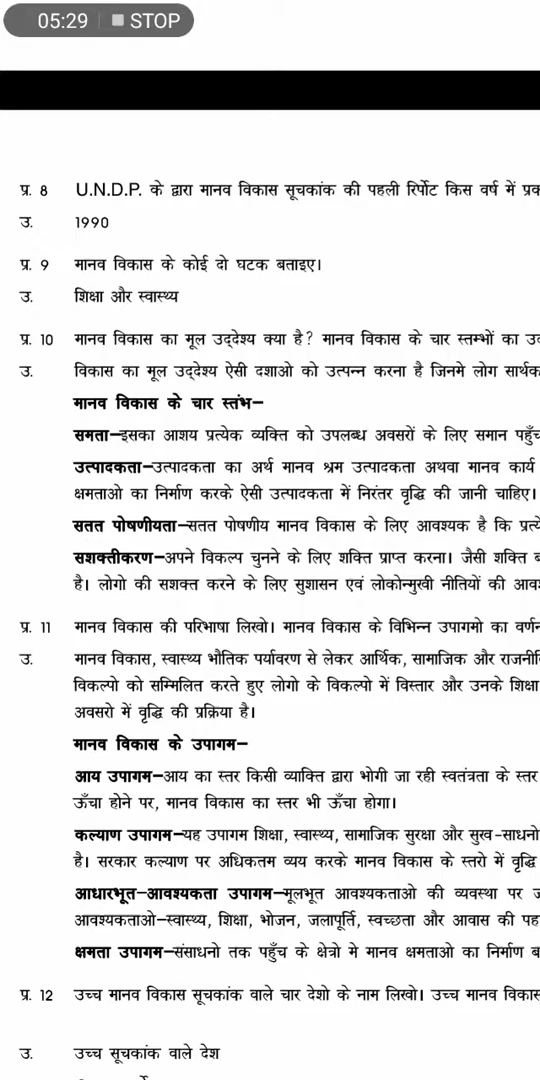 05:29 STOP
प्र. 8 U.N.D.P. के द्वारा मानव विकास सूचकांक की पहली रिर्पोट किस वर्ष में
उ. 1990
प्र. 9 मानव विकास के कोई दो घटक बताइए।
उ. शिक्षा और स्वास्थ्य
प्र. 10 मानव विकास का मूल उद्देश्य क्या है? मानव विकास के चार स्तम्भों का
उ. विकास का मूल उद्देश्य ऐसी दशाओ को उत्पन्न करना है जिनमे लोग सार्थक
मानव विकास के चार स्तंभ–
समता–इसका आशय प्रत्येक व्यक्ति को उपलब्ध अवसरों के लिए समान
उत्पादकता–उत्पादकता का अर्थ मानव श्रम उत्पादकता अथवा मानव कार्य
क्षमताओ का निर्माण करके ऐसी उत्पादकता में निरंतर वृद्धि की जानी चाहिए।
सतत पोषणीयता–सतत पोषणीय मानव विकास के लिए आवश्यक है कि
सशक्तीकरण–अपने विकल्प चुनने के लिए शक्ति प्राप्त करना। जैसी शक्ति
है। लोगो की सशक्त करने के लिए सुशासन एवं लोकोन्मुखी नीतियों की
प्र. 11 मानव विकास की परिभाषा लिखो। मानव विकास के विभिन्न उपागमो का
उ. मानव विकास, स्वास्थ्य भौतिक पर्यावरण से लेकर आर्थिक, सामाजिक और
विकल्पो को सम्मिलित करते हुए लोगो के विकल्पो में विस्तार और उनके शिक्षा
अवसरो में वृद्धि की प्रक्रिया है।
मानव विकास के उपागम–
आय उपागम–आय का स्तर किसी व्याक्ति द्वारा भोगी जा रही स्वतंत्रता के स्तर
ऊँचा होने पर, मानव विकास का स्तर भी ऊँचा होगा।
कल्याण उपागम–यह उपागम शिक्षा, स्वास्थ्य, सामाजिक सुरक्षा और सुख-साधनो
है। सरकार कल्याण पर अधिकतम व्यय करके मानव विकास के स्तरो में वृद्धि
आधारभूत–आवश्यकता उपागम–मूलभूत आवश्यकताओ की व्यवस्था पर
आवश्यकताओ–स्वास्थ्य, शिक्षा, भोजन, जलापूर्ति, स्वच्छता और आवास की
क्षमता उपागम–संसाधनो तक पहुँच के क्षेत्रो मे मानव क्षमताओ का निर्माण
प्र. 12 उच्च मानव विकास सूचकांक वाले चार देशो के नाम लिखो। उच्च मानव विकास
उ. उच्च सूचकांक वाले देश